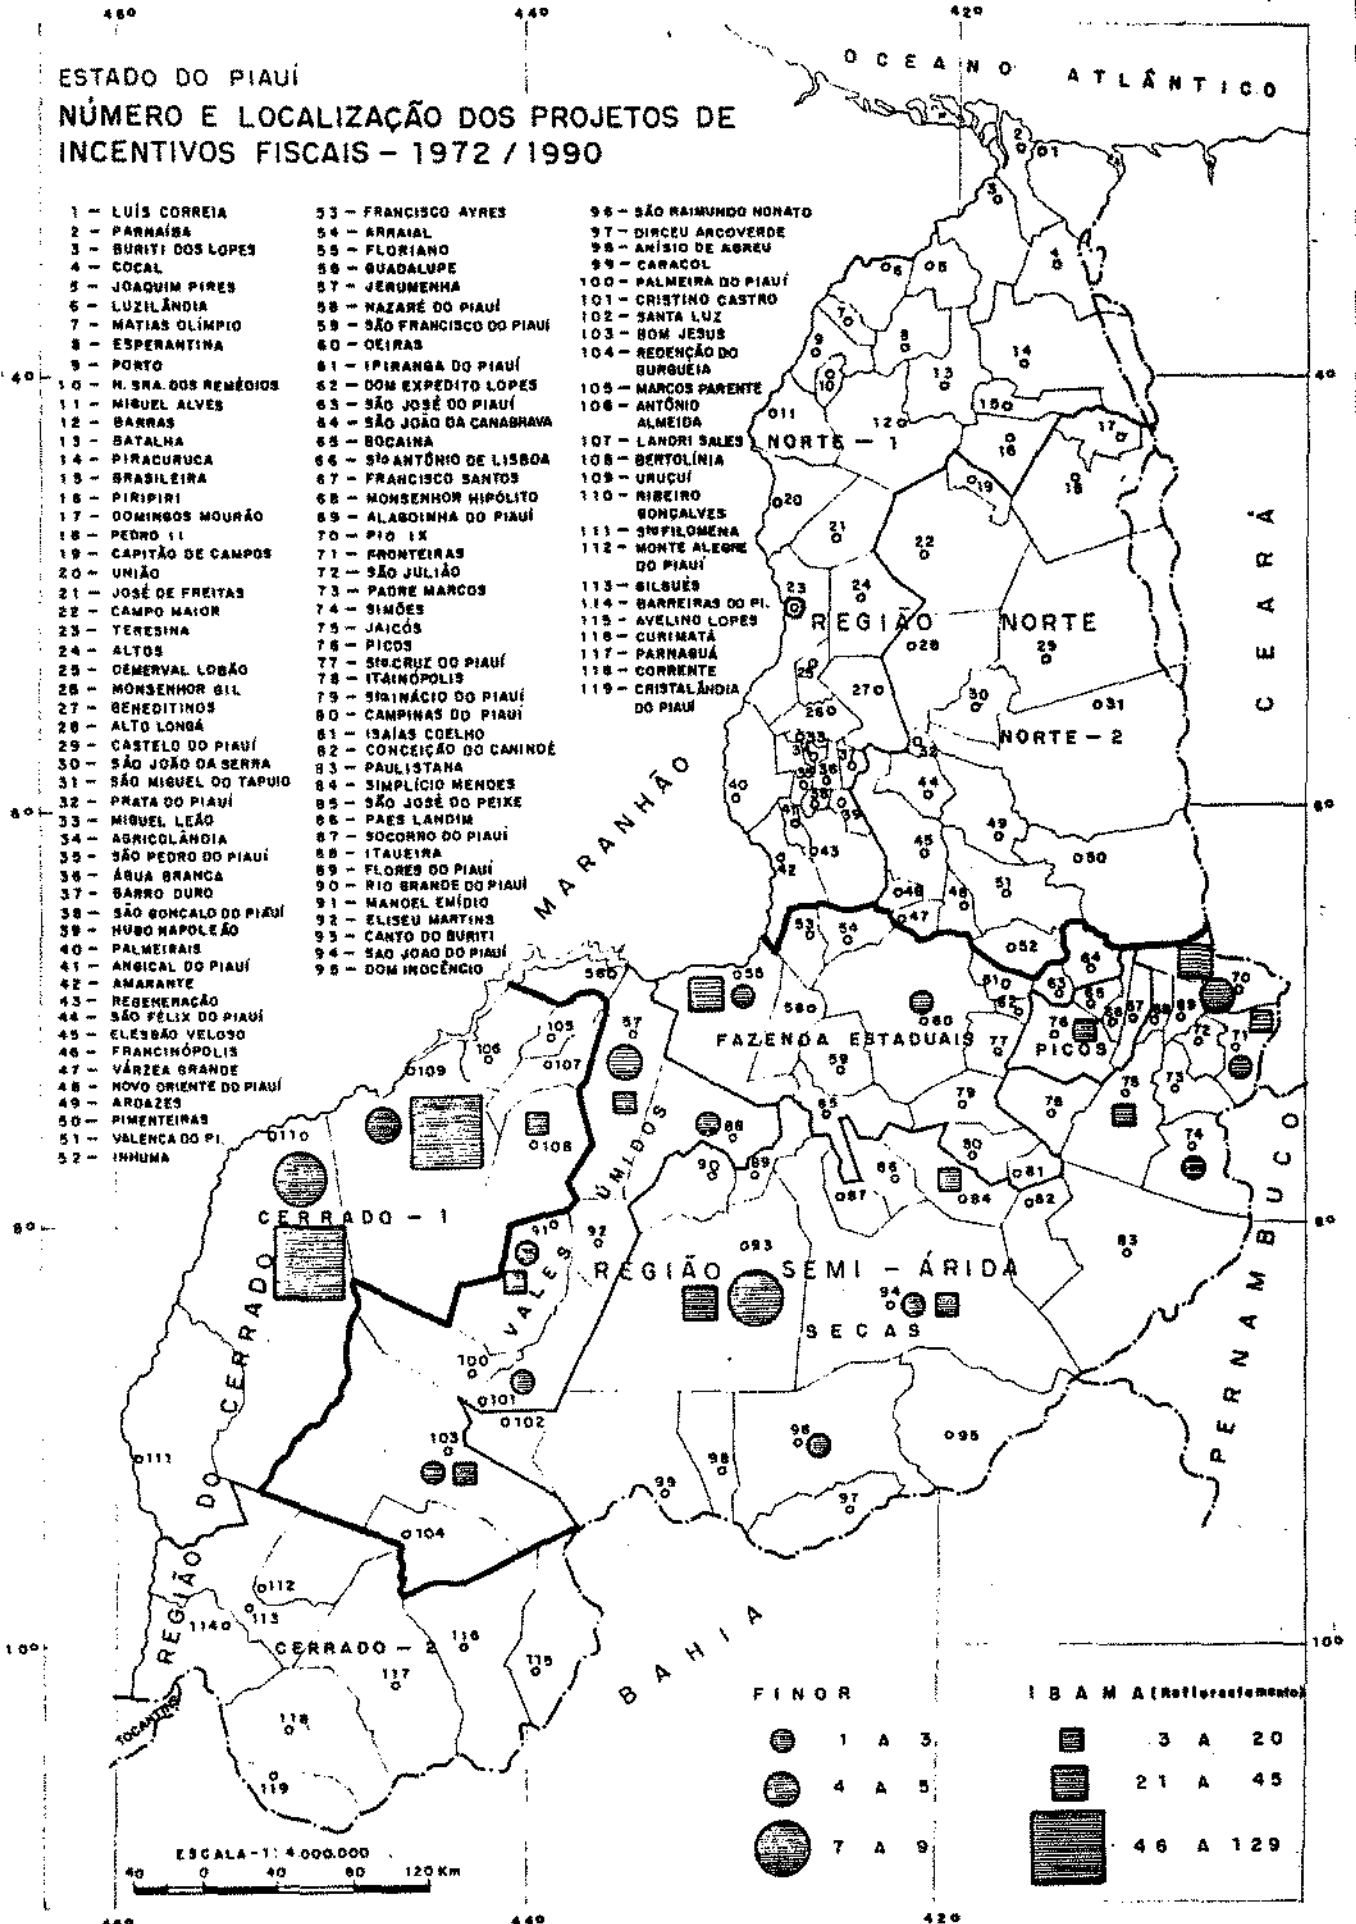 46º 44º 42º
ESTADO DO PIAUÍ
NÚMERO E LOCALIZAÇÃO DOS PROJETOS DE
INCENTIVOS FISCAIS – 1972 / 1990
1 – LUÍS CORREIA
2 – PARNAÍBA
3 – BURITI DOS LOPES
4 – COCAL
5 – JOAQUIM PIRES
6 – LUZILÂNDIA
7 – MATIAS OLÍMPIO
8 – ESPERANTINA
9 – PORTO
10 – N. SRA. DOS REMÉDIOS
11 – MIGUEL ALVES
12 – BARRAS
13 – BATALHA
14 – PIRACURUCA
15 – BRASILEIRA
16 – PIRIPIRI
17 – DOMINGOS MOURÃO
18 – PEDRO II
19 – CAPITÃO DE CAMPOS
20 – UNIÃO
21 – JOSÉ DE FREITAS
22 – CAMPO MAIOR
23 – TERESINA
24 – ALTOS
25 – DEMERVAL LOBÃO
26 – MONSENHOR GIL
27 – BENEDITINOS
28 – ALTO LONGÁ
29 – CASTELO DO PIAUÍ
30 – SÃO JOÃO DA SERRA
31 – SÃO MIGUEL DO TAPUIO
32 – PRATA DO PIAUÍ
33 – MIGUEL LEÃO
34 – AGRICOLÂNDIA
35 – SÃO PEDRO DO PIAUÍ
36 – ÁGUA BRANCA
37 – BARRO DURO
38 – SÃO GONCALO DO PIAUÍ
39 – HUGO NAPOLEÃO
40 – PALMEIRAIS
41 – ANGICAL DO PIAUÍ
42 – AMARANTE
43 – REGENERAÇÃO
44 – SÃO FÉLIX DO PIAUÍ
45 – ELESBÃO VELOSO
46 – FRANCINÓPOLIS
47 – VÁRZEA GRANDE
48 – NOVO ORIENTE DO PIAUÍ
49 – AROAZES
50 – PIMENTEIRAS
51 – VALENCA DO PI.
52 – INHUMA
53 – FRANCISCO AYRES
54 – ARRAIAL
55 – FLORIANO
56 – GUADALUPE
57 – JERUMENHA
58 – NAZARÉ DO PIAUÍ
59 – SÃO FRANCISCO DO PIAUÍ
60 – OEIRAS
61 – IPIRANGA DO PIAUÍ
62 – DOM EXPEDITO LOPES
63 – SÃO JOSÉ DO PIAUÍ
64 – SÃO JOÃO DA CANABRAVA
65 – BOCAINA
66 – Stº ANTÔNIO DE LISBOA
67 – FRANCISCO SANTOS
68 – MONSENHOR HIPÓLITO
69 – ALAGOINHA DO PIAUÍ
70 – PIO IX
71 – FRONTEIRAS
72 – SÃO JULIÃO
73 – PADRE MARCOS
74 – SIMÕES
75 – JAICÓS
76 – PICOS
77 – Stª CRUZ DO PIAUÍ
78 – ITAINÓPOLIS
79 – Stº INÁCIO DO PIAUÍ
80 – CAMPINAS DO PIAUÍ
81 – ISAÍAS COELHO
82 – CONCEIÇÃO DO CANINDÉ
83 – PAULISTANA
84 – SIMPLÍCIO MENDES
85 – SÃO JOSÉ DO PEIXE
86 – PAES LANDIM
87 – SOCORRO DO PIAUÍ
88 – ITAUEIRA
89 – FLORES DO PIAUÍ
90 – RIO GRANDE DO PIAUÍ
91 – MANOEL EMÍDIO
92 – ELISEU MARTINS
93 – CANTO DO BURITI
94 – SAO JOAO DO PIAUÍ
95 – DOM INOCÊNCIO
96 – SÃO RAIMUNDO NONATO
97 – DIRCEU ARCOVERDE
98 – ANÍSIO DE ABREU
99 – CARACOL
100 – PALMEIRA DO PIAUÍ
101 – CRISTINO CASTRO
102 – SANTA LUZ
103 – BOM JESUS
104 – REDENÇÃO DO
GURGUEIA
105 – MARCOS PARENTE
106 – ANTÔNIO
ALMEIDA
107 – LANDRI SALES
108 – BERTOLÍNIA
109 – URUÇUÍ
110 – RIBEIRO
GONÇALVES
111 – Stª FILOMENA
112 – MONTE ALEGRE
DO PIAUÍ
113 – GILBUÉS
114 – BARREIRAS DO PI.
115 – AVELINO LOPES
116 – CURIMATÁ
117 – PARNAGUÁ
118 – CORRENTE
119 – CRISTALÂNDIA
DO PIAUÍ
OCEANO ATLÂNTICO
CEARÁ
NORTE – 1
REGIÃO NORTE
NORTE – 2
MARANHÃO
FAZENDA ESTADUAIS
PICOS
PERNAMBUCO
CERRADO – 1
VALES ÚMIDOS
REGIÃO SEMI – ÁRIDA
SECAS
REGIÃO DO CERRADO
CERRADO – 2
BAHIA
TOCANTINS
FINOR
1 A 3
4 A 5
7 A 9
IBAMA (Reflorestamento)
3 A 20
21 A 45
46 A 129
ESCALA – 1: 4.000.000
40 0 40 80 120 Km
46º 44º 42º